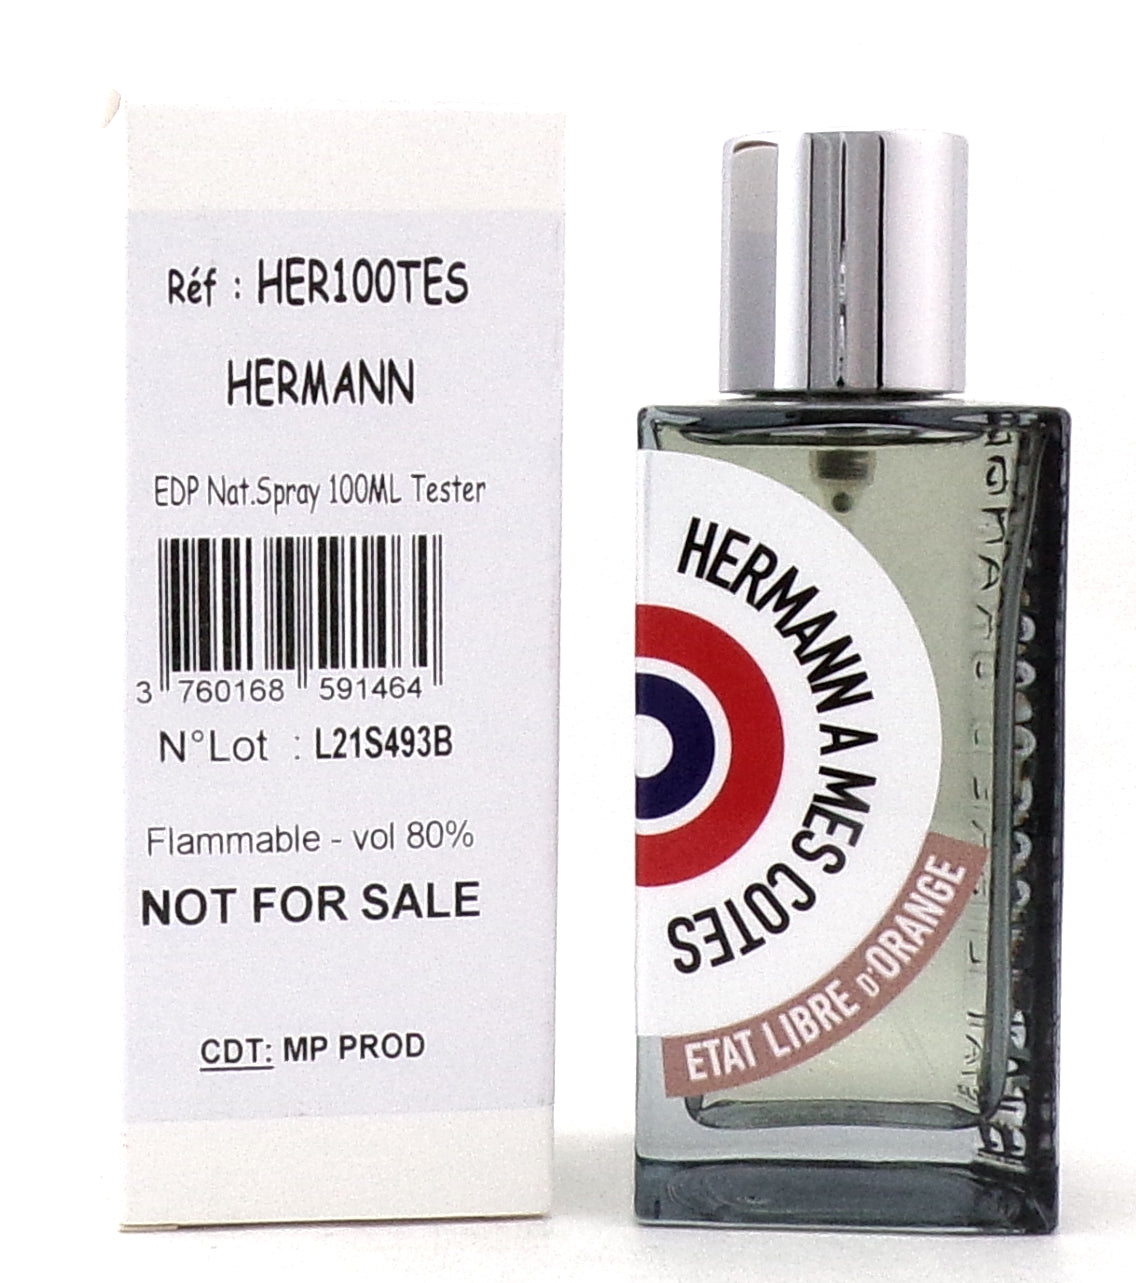 Réf : HER100TES
HERMANN
EDP Nat.Spray 100ML Tester
3 760168 591464
N°Lot : L21S493B
Flammable - vol 80%
NOT FOR SALE
CDT: MP PROD
HERMANN A MES COTES
ETAT LIBRE D'ORANGE